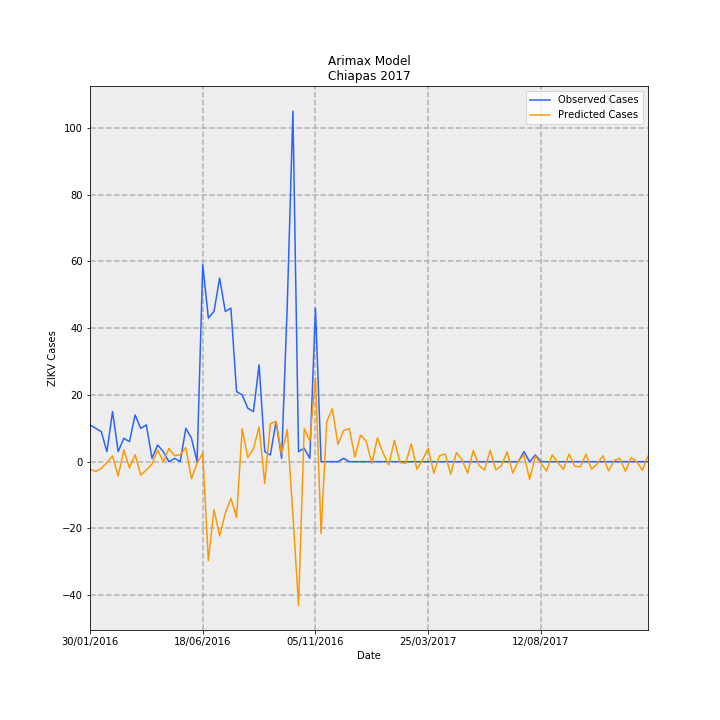 Arimax Model
Chiapas 2017
Observed Cases
Predicted Cases
ZIKV Cases
100
80
60
40
20
0
−20
−40
30/01/2016
18/06/2016
05/11/2016
25/03/2017
12/08/2017
Date